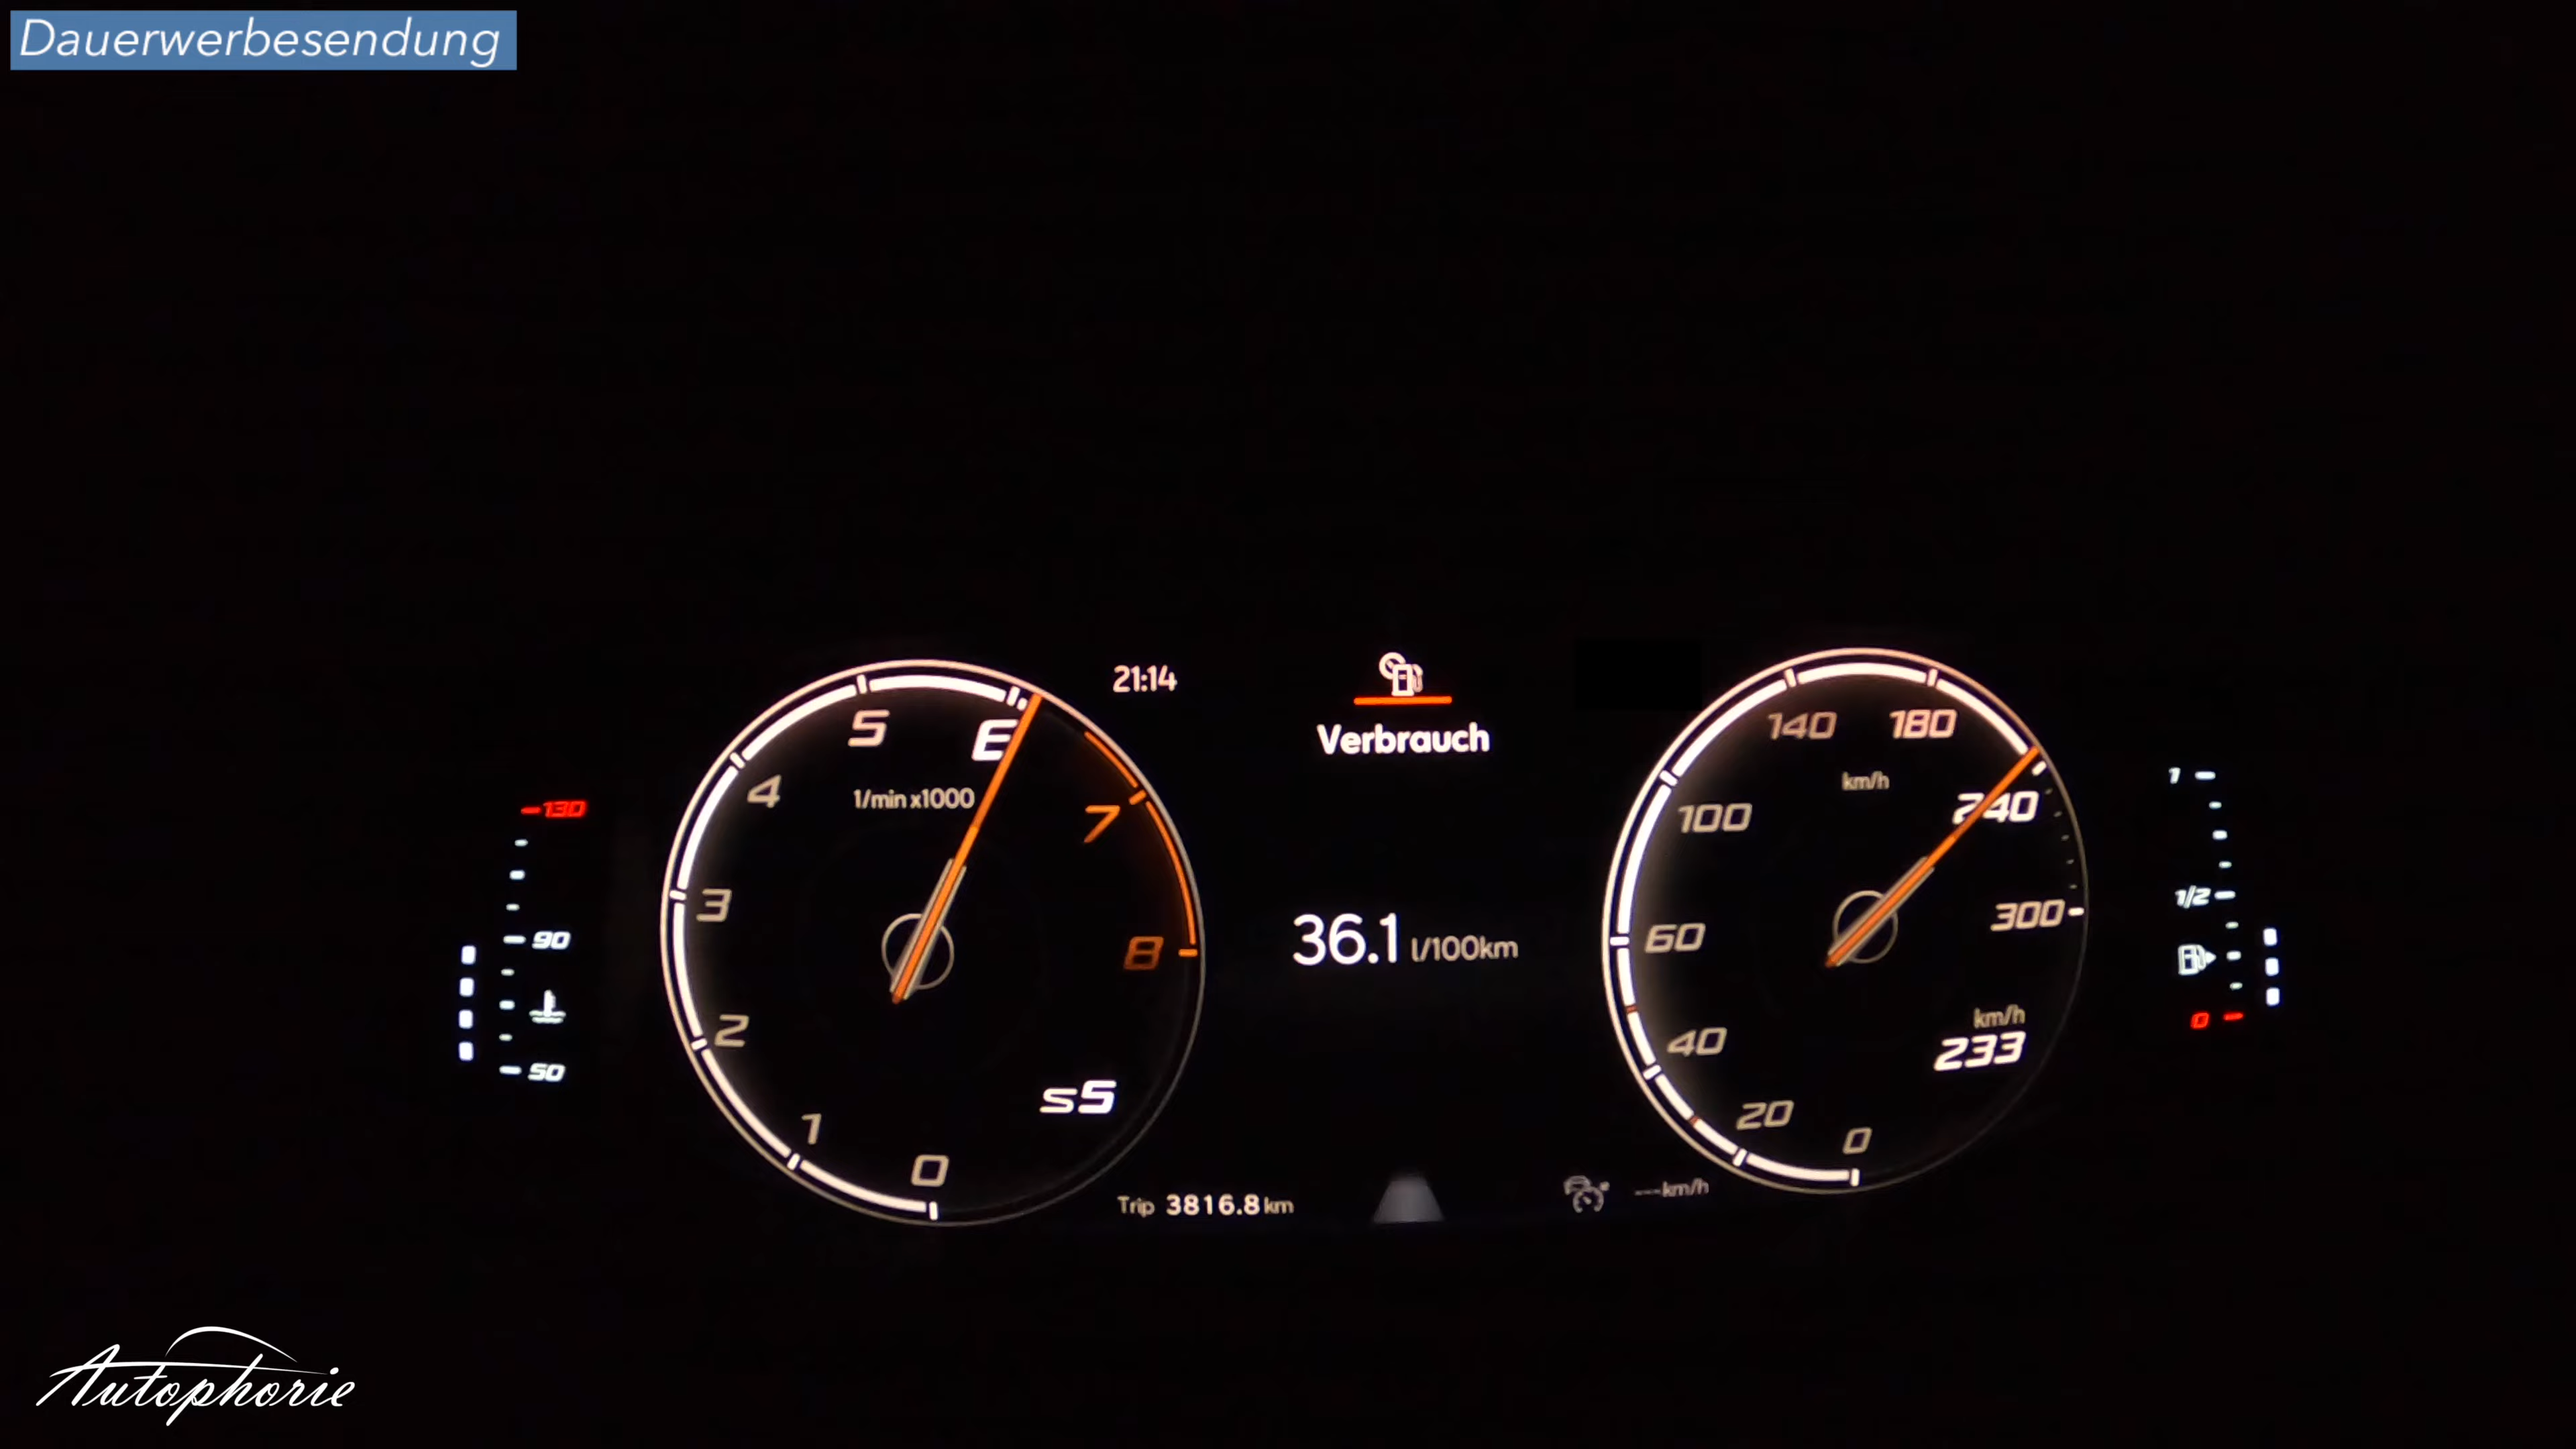 Dauerwerbesendung
21:14
Verbrauch
36.1 l/100km
1/min x1000
0
1
2
3
4
5
6
7
8
s5
130
90
50
km/h
0
20
40
60
100
140
180
240
300
km/h
233
1
1/2
0
Trip 3816.8 km
---km/h
Autophorie